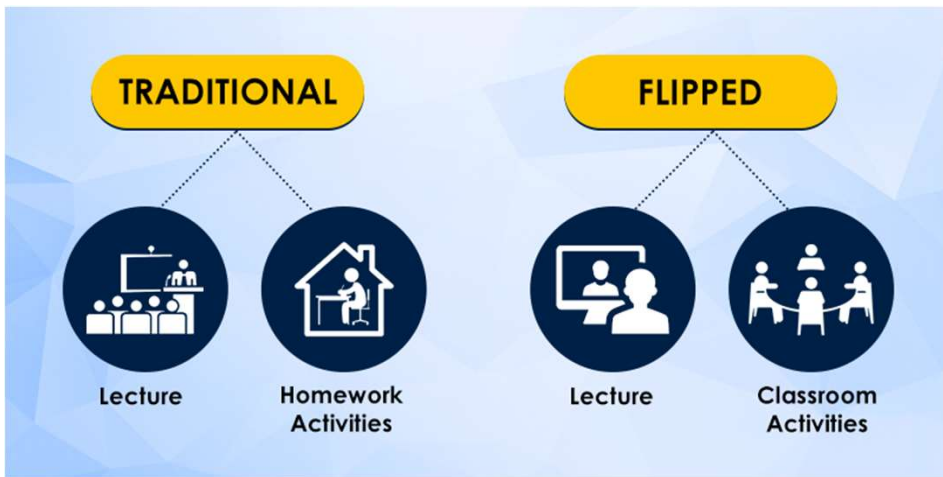 TRADITIONAL
Lecture
Homework
Activities
FLIPPED
Lecture
Classroom
Activities